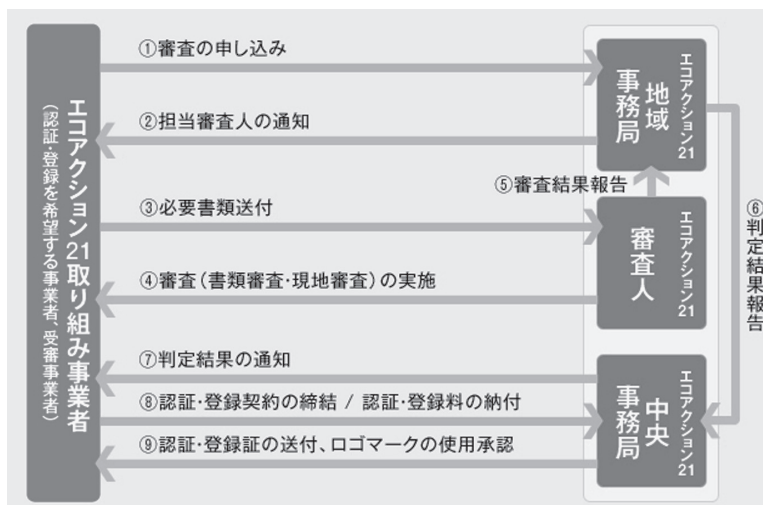 エコアクション21取り組み事業者
（認証・登録を希望する事業者、受審事業者）
①審査の申し込み
②担当審査人の通知
③必要書類送付
④審査（書類審査・現地審査）の実施
⑤審査結果報告
⑥判定結果報告
⑦判定結果の通知
⑧認証・登録契約の締結 / 認証・登録料の納付
⑨認証・登録証の送付、ロゴマークの使用承認
エコアクション21
地域
事務局
エコアクション21
審査人
エコアクション21
中央
事務局